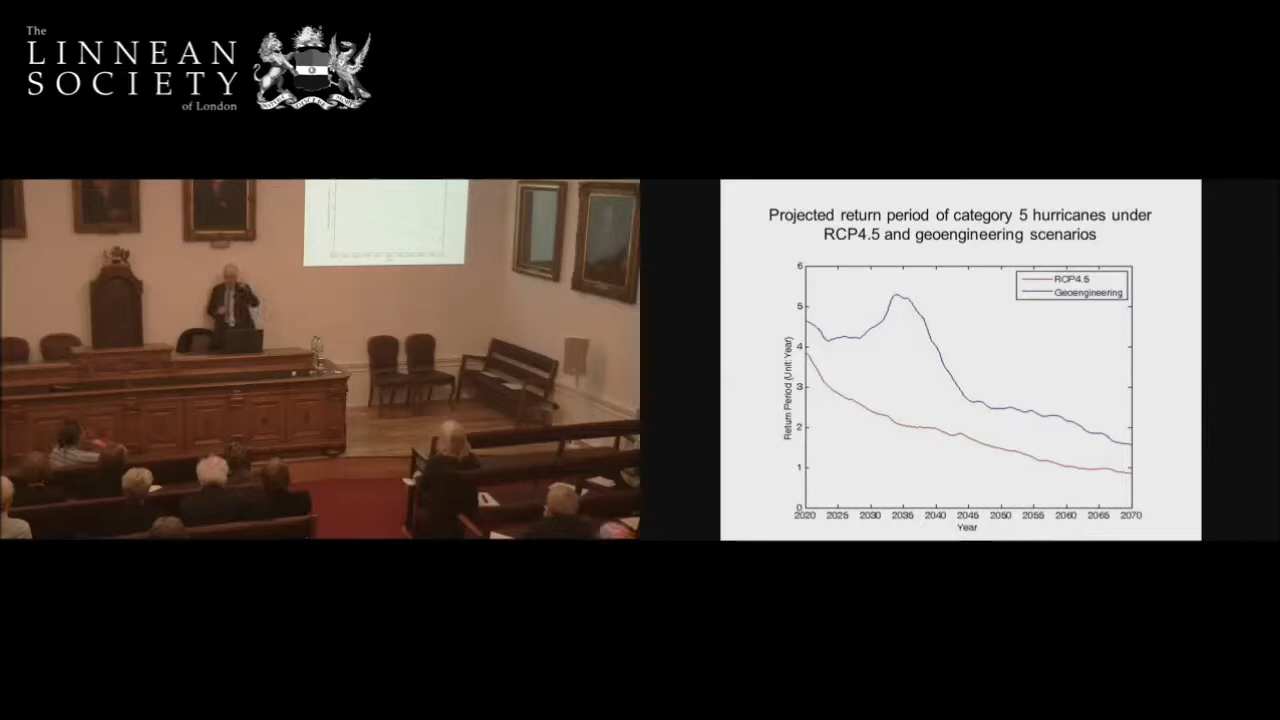 The
LINNEAN
SOCIETY
of London
Projected return period of category 5 hurricanes under
RCP4.5 and geoengineering scenarios
6
5
4
3
2
1
0
Return Period (Unit: Year)
RCP4.5
Geoengineering
2020 2025 2030 2035 2040 2045 2050 2055 2060 2065 2070
Year